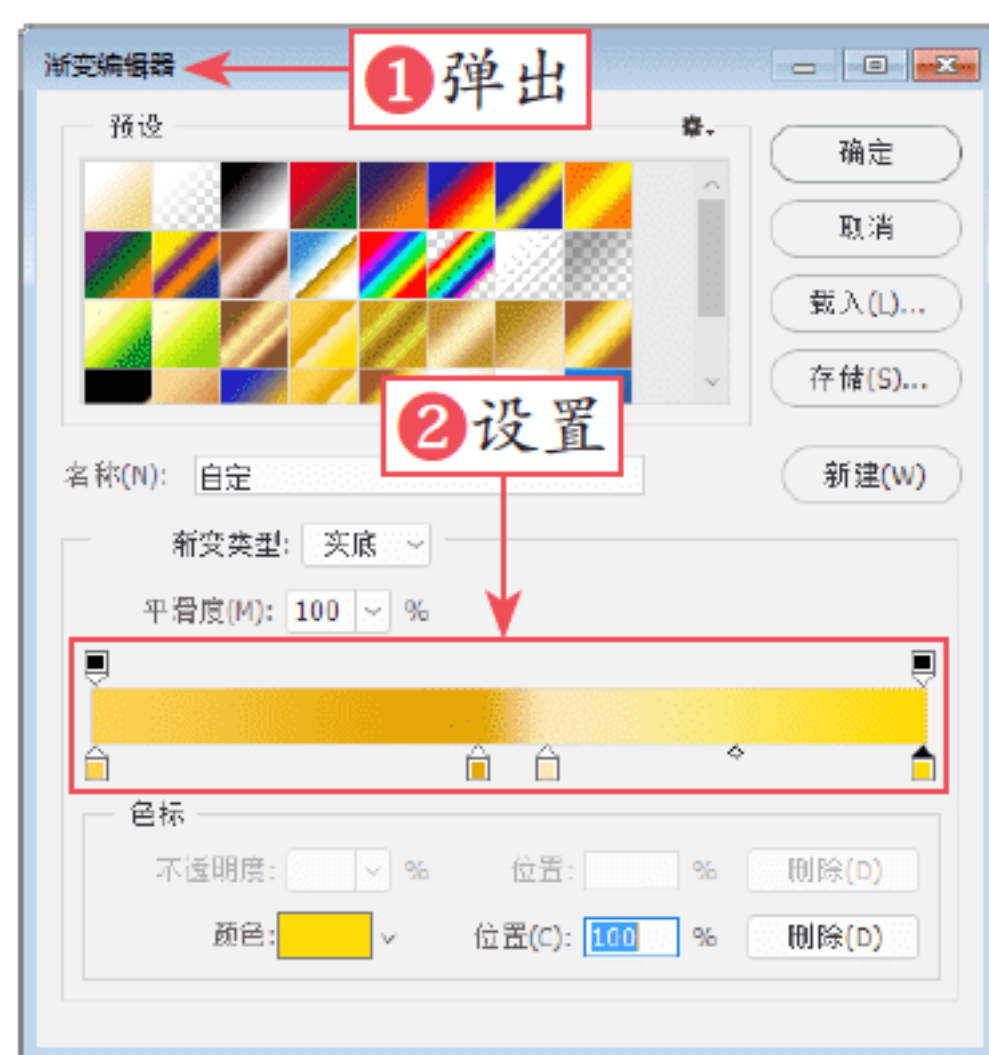 渐变编辑器
❶弹出
预设
确定
取消
载入(L)...
存储(S)...
❷设置
名称(N): 自定
新建(W)
渐变类型: 实底
平滑度(M): 100 %
色标
不透明度: % 位置: % 删除(D)
颜色: 位置(C): 100 % 删除(D)